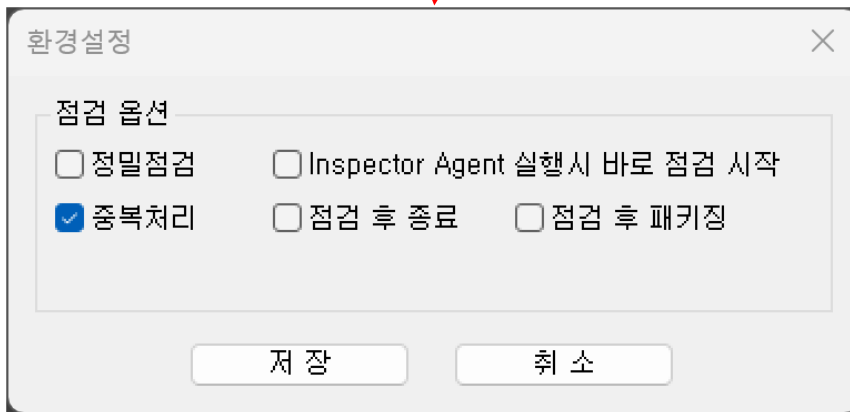 환경설정
점검 옵션
정밀점검 Inspector Agent 실행시 바로 점검 시작
중복처리 점검 후 종료 점검 후 패키징
저 장 취 소